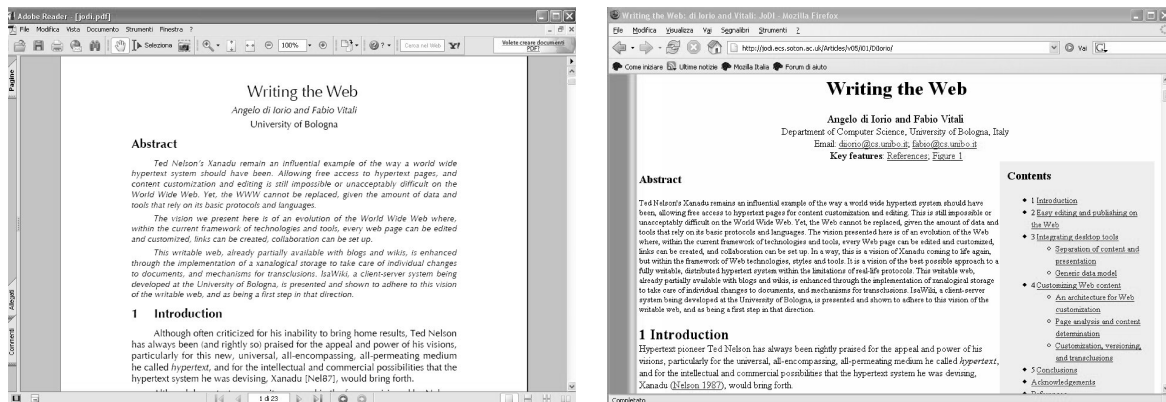 Adobe Reader - [jodi.pdf]
File Modifica Vista Documento Strumenti Finestra ?
Seleziona 100% Cerca nel Web Y!
Volete creare documenti PDF?
Pagine
Allegati
Commenti
Writing the Web
Angelo di Iorio and Fabio Vitali
University of Bologna
Abstract
Ted Nelson's Xanadu remain an influential example of the way a world wide
hypertext system should have been. Allowing free access to hypertext pages, and
content customization and editing is still impossible or unacceptably difficult on the
World Wide Web. Yet, the WWW cannot be replaced, given the amount of data and
tools that rely on its basic protocols and languages.
The vision we present here is of an evolution of the World Wide Web where,
within the current framework of technologies and tools, every web page can be edited
and customized, links can be created, collaboration can be set up.
This writable web, already partially available with blogs and wikis, is enhanced
through the implementation of a xanalogical storage to take care of individual changes
to documents, and mechanisms for transclusions. IsaWiki, a client-server system being
developed at the University of Bologna, is presented and shown to adhere to this vision
of the writable web, and as being a first step in that direction.
1 Introduction
Although often criticized for his inability to bring home results, Ted Nelson
has always been (and rightly so) praised for the appeal and power of his visions,
particularly for this new, universal, all-encompassing, all-permeating medium
he called hypertext, and for the intellectual and commercial possibilities that the
hypertext system he was devising, Xanadu [Nel87], would bring forth.
1 di 23
Writing the Web: di Iorio and Vitali: JoDI - Mozilla Firefox
File Modifica Visualizza Vai Segnalibri Strumenti ?
http://jodi.ecs.soton.ac.uk/Articles/v05/i01/DiIorio/ Vai
Come iniziare Ultime notizie Mozilla Italia Forum di aiuto
Writing the Web
Angelo di Iorio and Fabio Vitali
Department of Computer Science, University of Bologna, Italy
Email: diiorio@cs.unibo.it; fabio@cs.unibo.it
Key features: References; Figure 1
Abstract
Ted Nelson's Xanadu remains an influential example of the way a world wide hypertext system should have
been, allowing free access to hypertext pages for content customization and editing. This is still impossible or
unacceptably difficult on the World Wide Web. Yet, the Web cannot be replaced, given the amount of data and
tools that rely on its basic protocols and languages. The vision presented here is of an evolution of the Web
where, within the current framework of technologies and tools, every Web page can be edited and customized,
links can be created, and collaboration can be set up. In a way, this is a vision of Xanadu coming to life again,
but within the framework of Web technologies, styles and tools. It is a vision of the best possible approach to a
fully writable, distributed hypertext system within the limitations of real-life protocols. This writable web,
already partially available with blogs and wikis, is enhanced through the implementation of xanalogical storage
to take care of individual changes to documents, and mechanisms for transclusions. IsaWiki, a client-server
system being developed at the University of Bologna, is presented and shown to adhere to this vision of the
writable web, and as being a first step in that direction.
1 Introduction
Hypertext pioneer Ted Nelson has always been rightly praised for the appeal and power of his
visions, particularly for the universal, all-encompassing, all-permeating medium he called hypertext,
and for the intellectual and commercial possibilities that the hypertext system he was devising,
Xanadu (Nelson 1987), would bring forth.
Contents
1 Introduction
2 Easy editing and publishing on
the Web
3 Integrating desktop tools
Separation of content and
presentation
Generic data model
4 Customizing Web content
An architecture for Web
customization
Page analysis and content
determination
Customization, versioning,
and transclusions
5 Conclusions
Acknowledgements
References
Completato